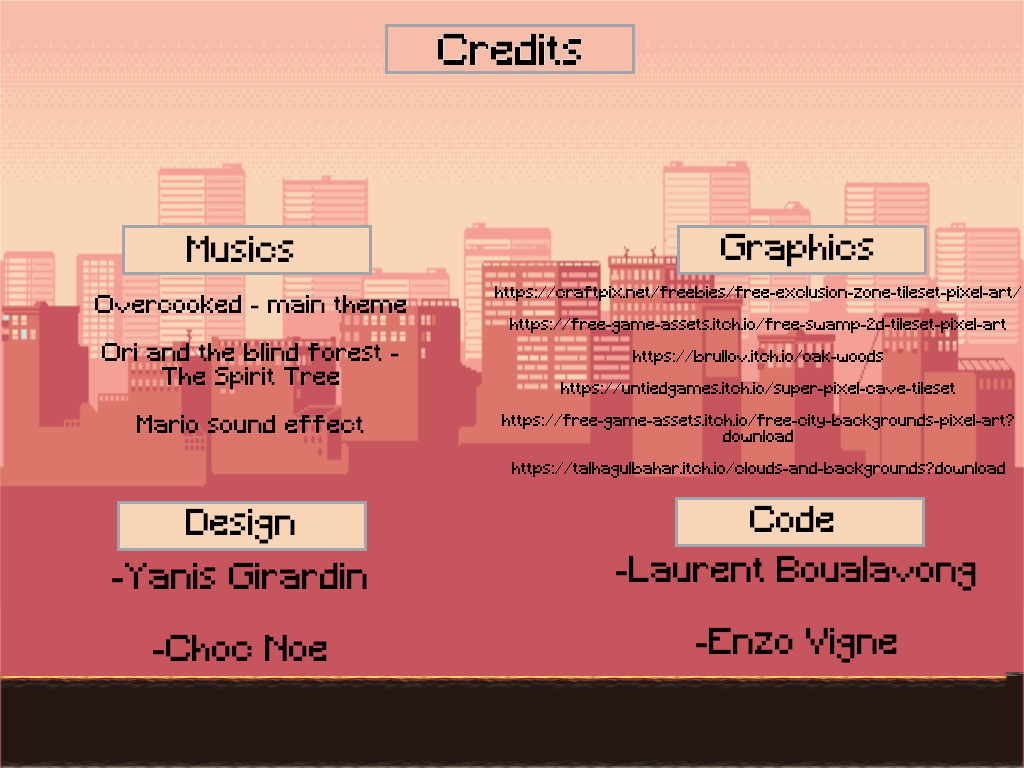 Credits
Musics
Overcooked - main theme
Ori and the blind forest -
The Spirit Tree
Mario sound effect
Graphics
https://craftpix.net/freebies/free-exclusion-zone-tileset-pixel-art/
https://free-game-assets.itch.io/free-swamp-2d-tileset-pixel-art
https://brullov.itch.io/oak-woods
https://untiedgames.itch.io/super-pixel-cave-tileset
https://free-game-assets.itch.io/free-city-backgrounds-pixel-art?
download
https://talhagulbahar.itch.io/clouds-and-backgrounds?download
Design
-Yanis Girardin
-Choc Noe
Code
-Laurent Boualavong
-Enzo Vigne